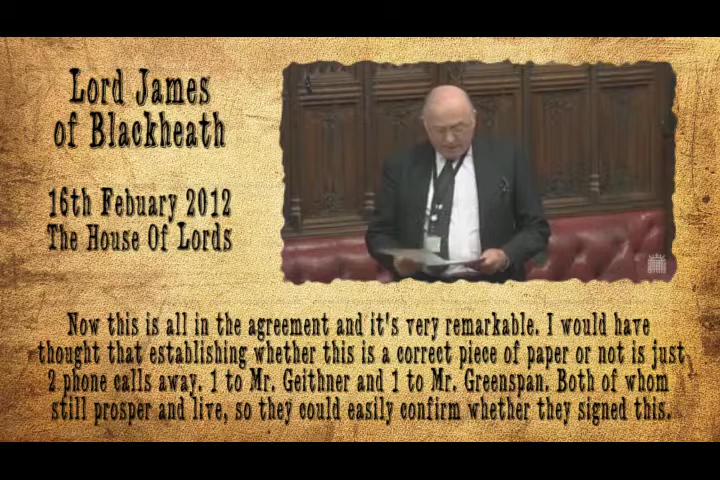 Lord James
of Blackheath
16th Febuary 2012
The House Of Lords
Now this is all in the agreement and it's very remarkable. I would have
thought that establishing whether this is a correct piece of paper or not is just
2 phone calls away. 1 to Mr. Geithner and 1 to Mr. Greenspan. Both of whom
still prosper and live, so they could easily confirm whether they signed this.